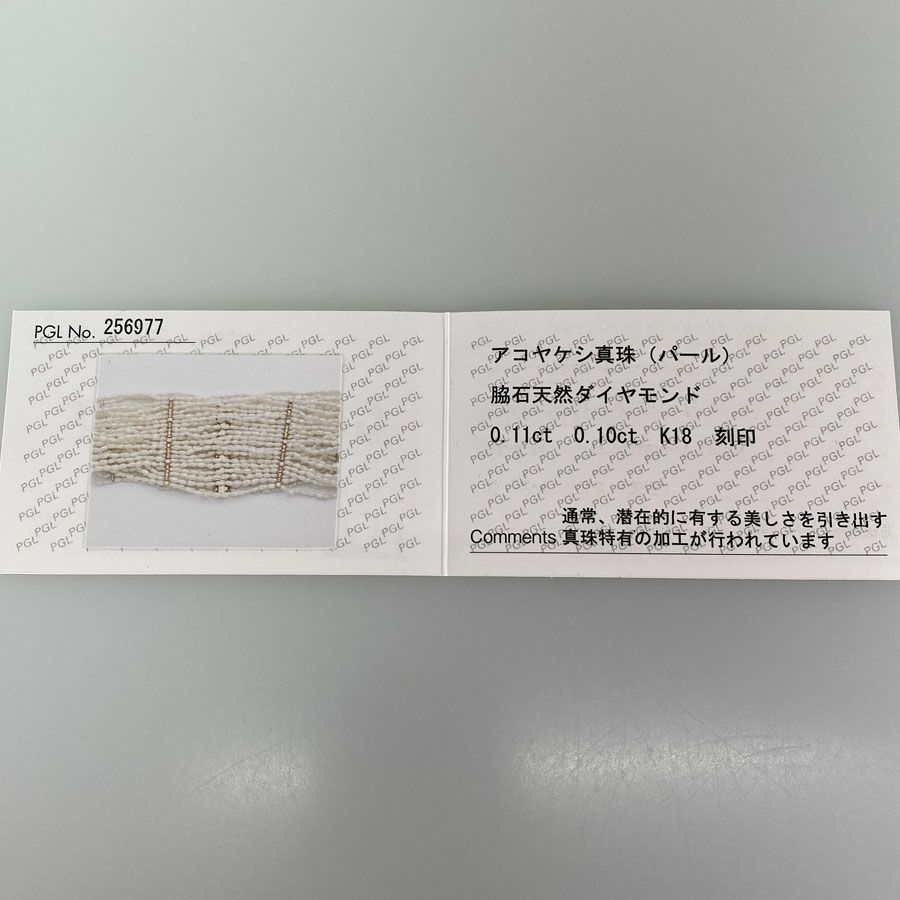 PGL No. 256977
アコヤケシ真珠（パール）
脇石天然ダイヤモンド
0.11ct 0.10ct K18 刻印
通常、潜在的に有する美しさを引き出す
Comments 真珠特有の加工が行われています